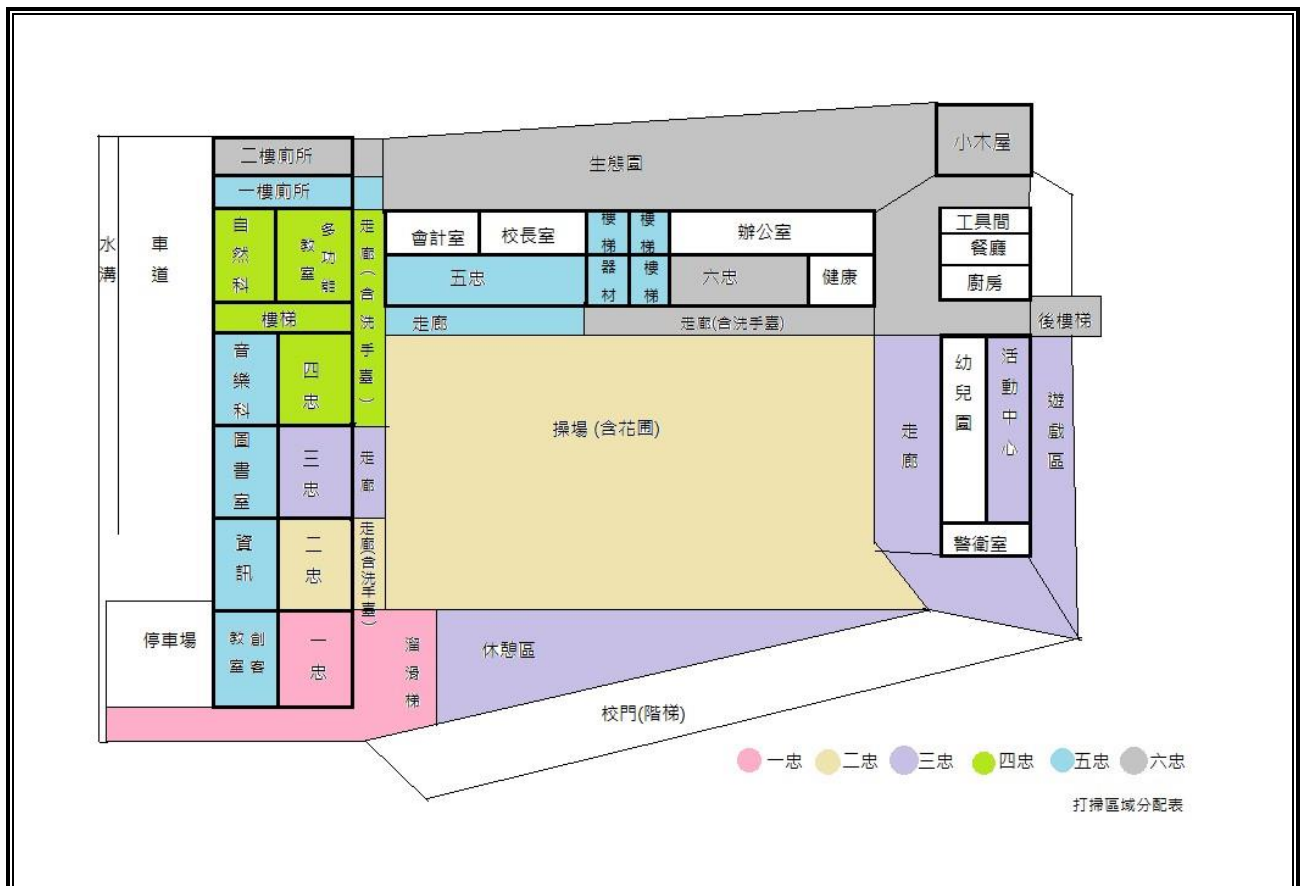 小木屋
二樓廁所
生態園
一樓廁所
水溝
車道
自然科
多功能
教室
走廊(含洗手臺)
會計室
校長室
樓梯
樓梯
辦公室
工具間
餐廳
五忠
器材
樓梯
六忠
健康
廚房
樓梯
走廊
走廊(含洗手臺)
後樓梯
音樂科
四忠
操場 (含花圃)
走廊
幼兒園
活動中心
遊戲區
圖書室
三忠
走廊
資訊
二忠
走廊(含洗手臺)
警衛室
停車場
創客
教室
一忠
溜滑梯
休憩區
校門(階梯)
一忠
二忠
三忠
四忠
五忠
六忠
打掃區域分配表